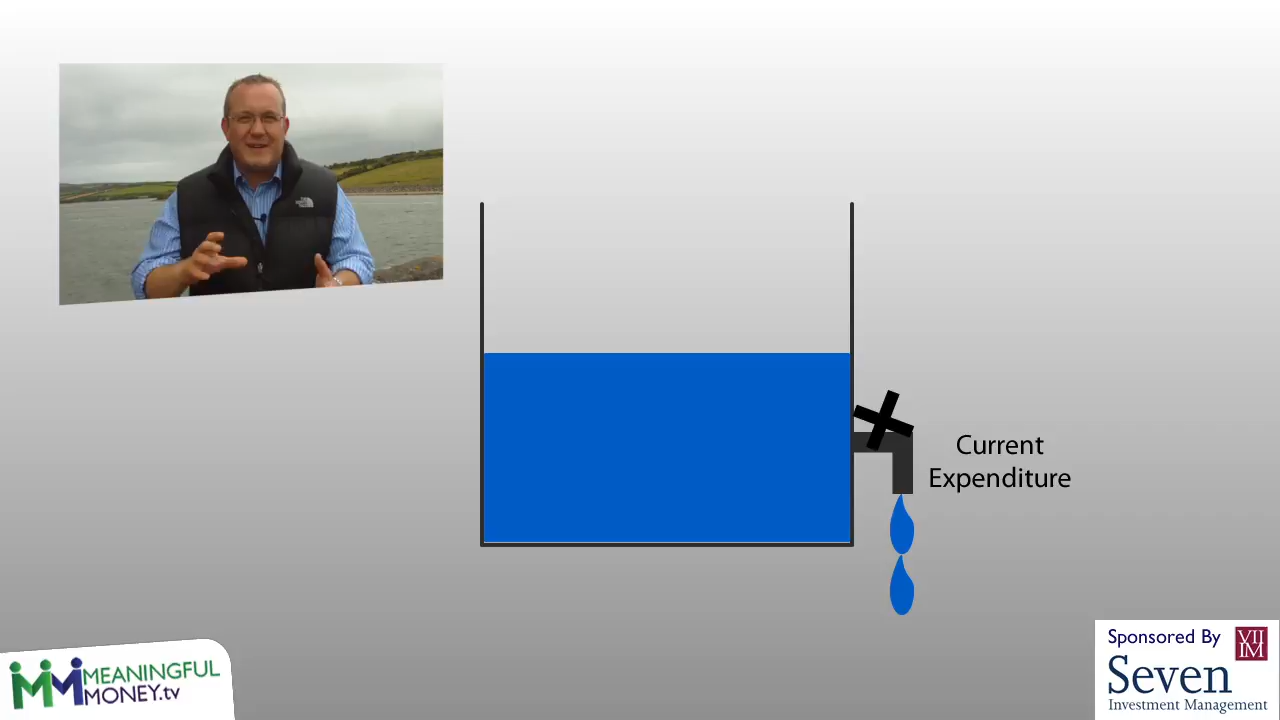 Current
Expenditure
MEANINGFUL
MONEY.tv
Sponsored By
VII
IM
Seven
Investment Management